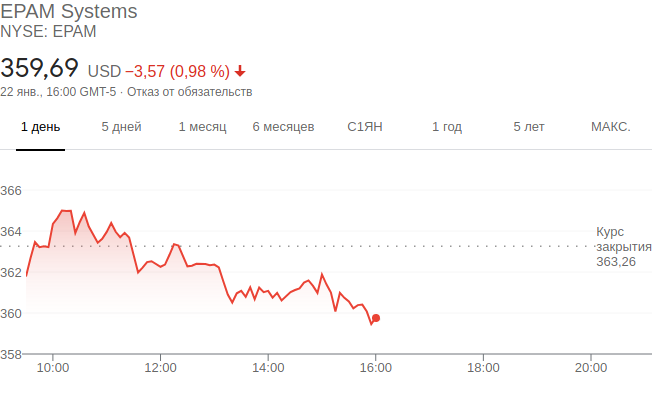 EPAM Systems
NYSE: EPAM
359,69 USD −3,57 (0,98 %)
22 янв., 16:00 GMT-5 · Отказ от обязательств
1 день 5 дней 1 месяц 6 месяцев С1ЯН 1 год 5 лет МАКС.
366
364
362
360
358
Курс
закрытия
363,26
10:00 12:00 14:00 16:00 18:00 20:00